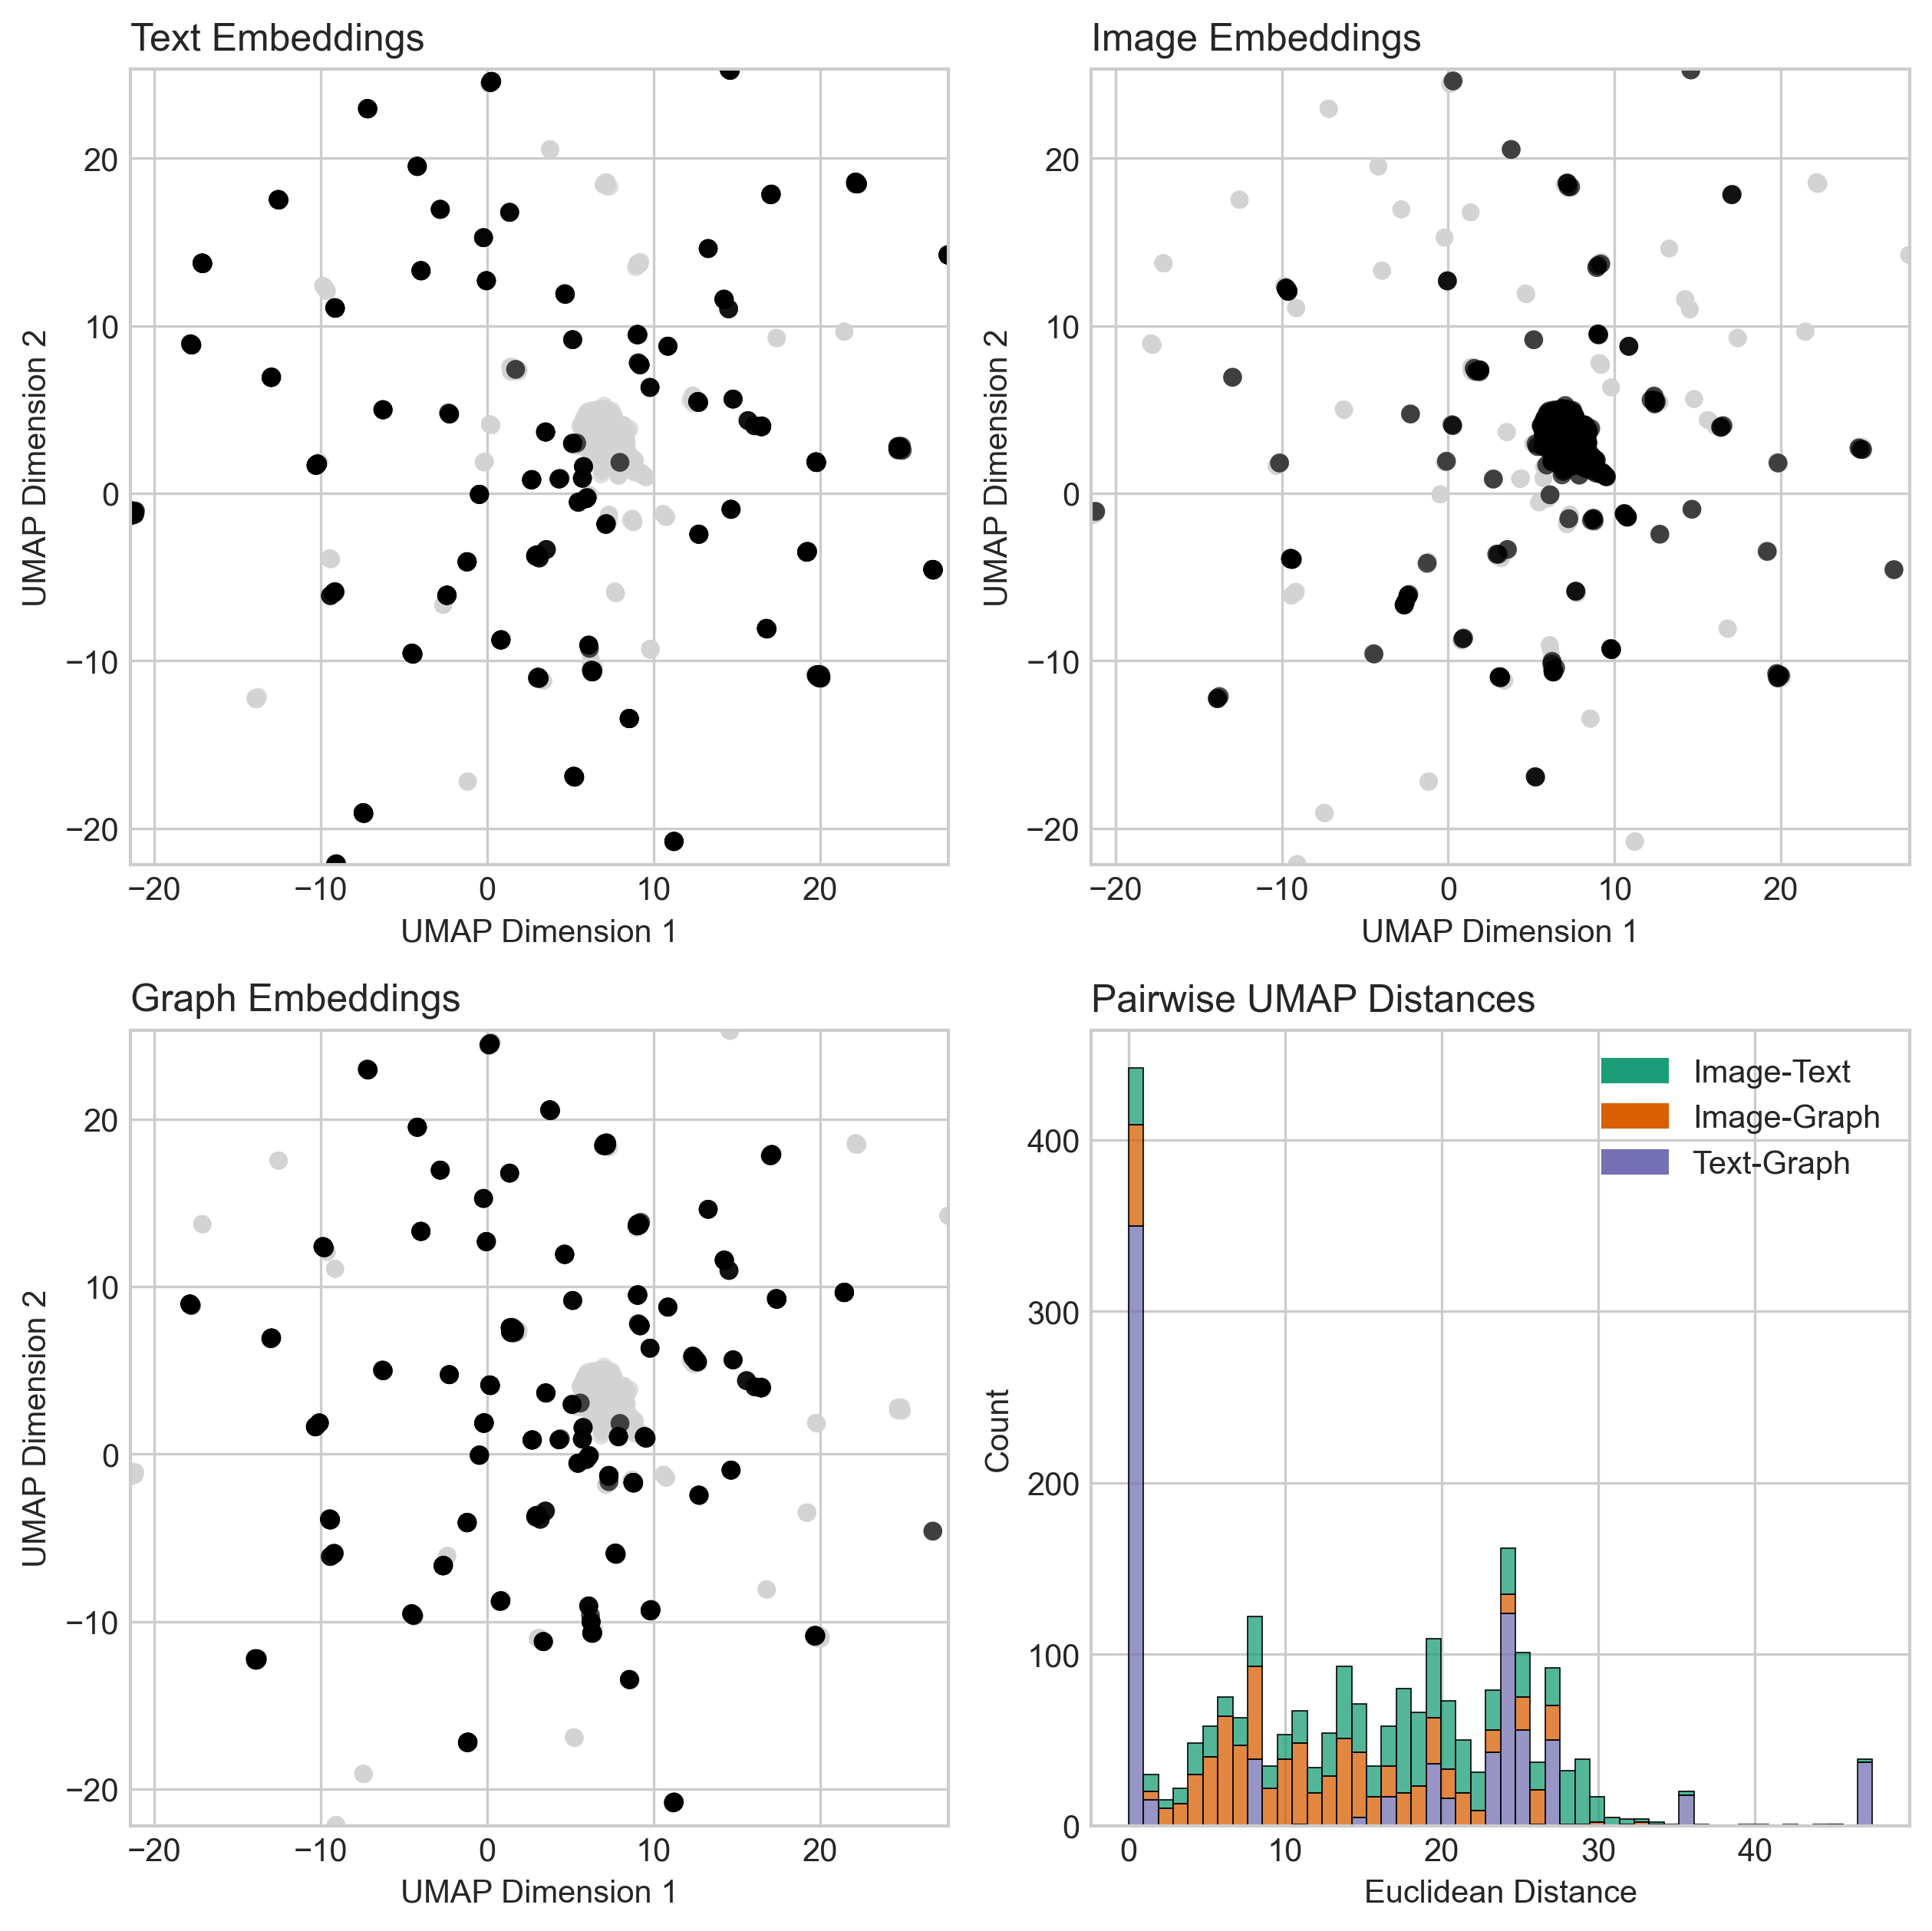 Text Embeddings
UMAP Dimension 2
20
10
0
−10
−20
−20 −10 0 10 20
UMAP Dimension 1
Image Embeddings
UMAP Dimension 2
20
10
0
−10
−20
−20 −10 0 10 20
UMAP Dimension 1
Graph Embeddings
UMAP Dimension 2
20
10
0
−10
−20
−20 −10 0 10 20
UMAP Dimension 1
Pairwise UMAP Distances
Image-Text
Image-Graph
Text-Graph
Count
400
300
200
100
0
0 10 20 30 40
Euclidean Distance